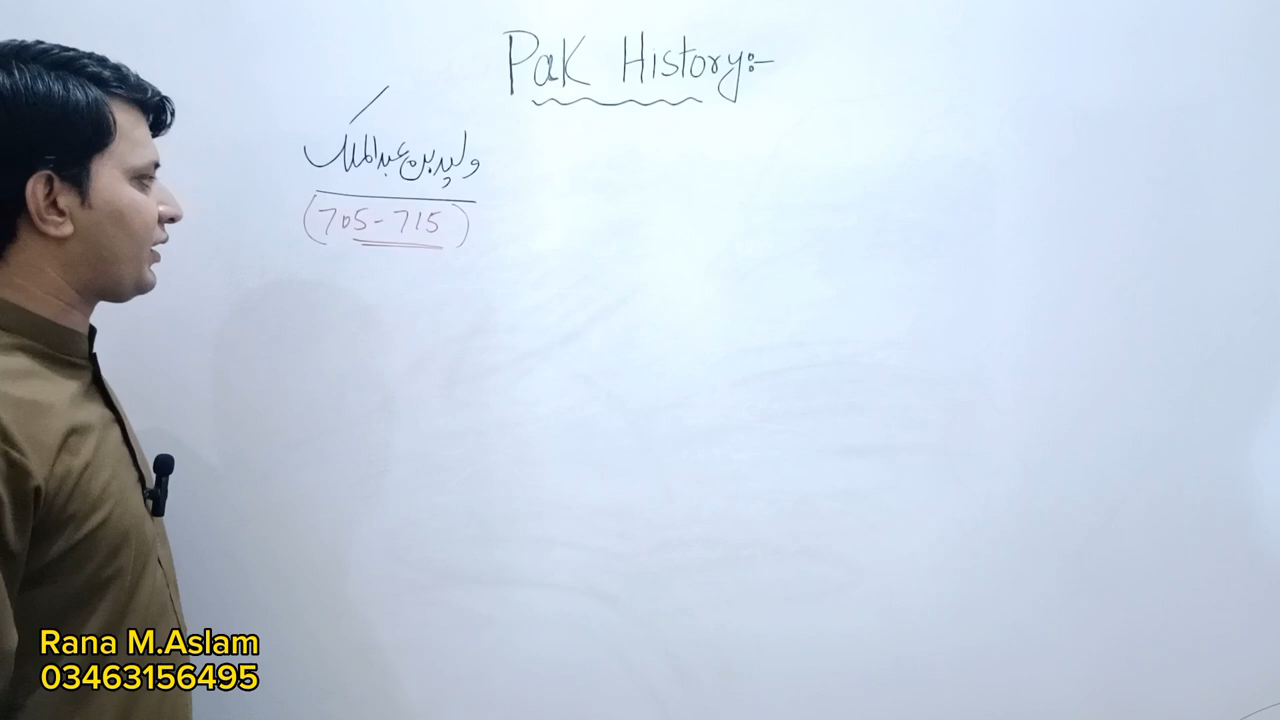 Pak History:-
ولید بن عبدالملک
(705-715)
Rana M.Aslam
03463156495